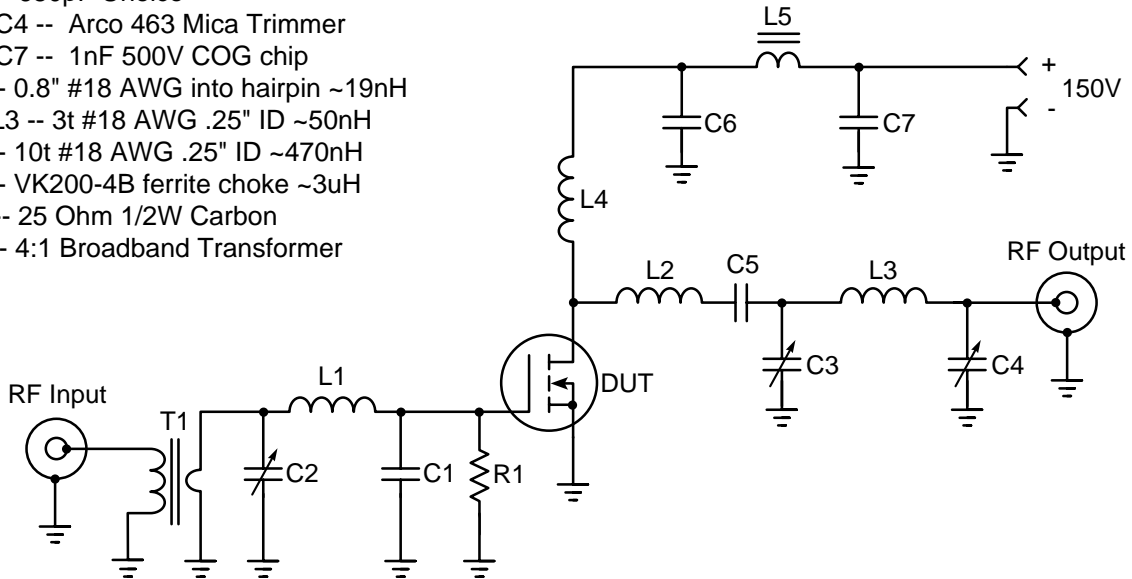 C4 -- Arco 463 Mica Trimmer
C7 -- 1nF 500V COG chip
- 0.8" #18 AWG into hairpin ~19nH
L3 -- 3t #18 AWG .25" ID ~50nH
- 10t #18 AWG .25" ID ~470nH
- VK200-4B ferrite choke ~3uH
-- 25 Ohm 1/2W Carbon
- 4:1 Broadband Transformer
L5
+
150V
-
C6
C7
L4
RF Output
L2
C5
L3
C3
C4
DUT
RF Input
T1
L1
C2
C1
R1